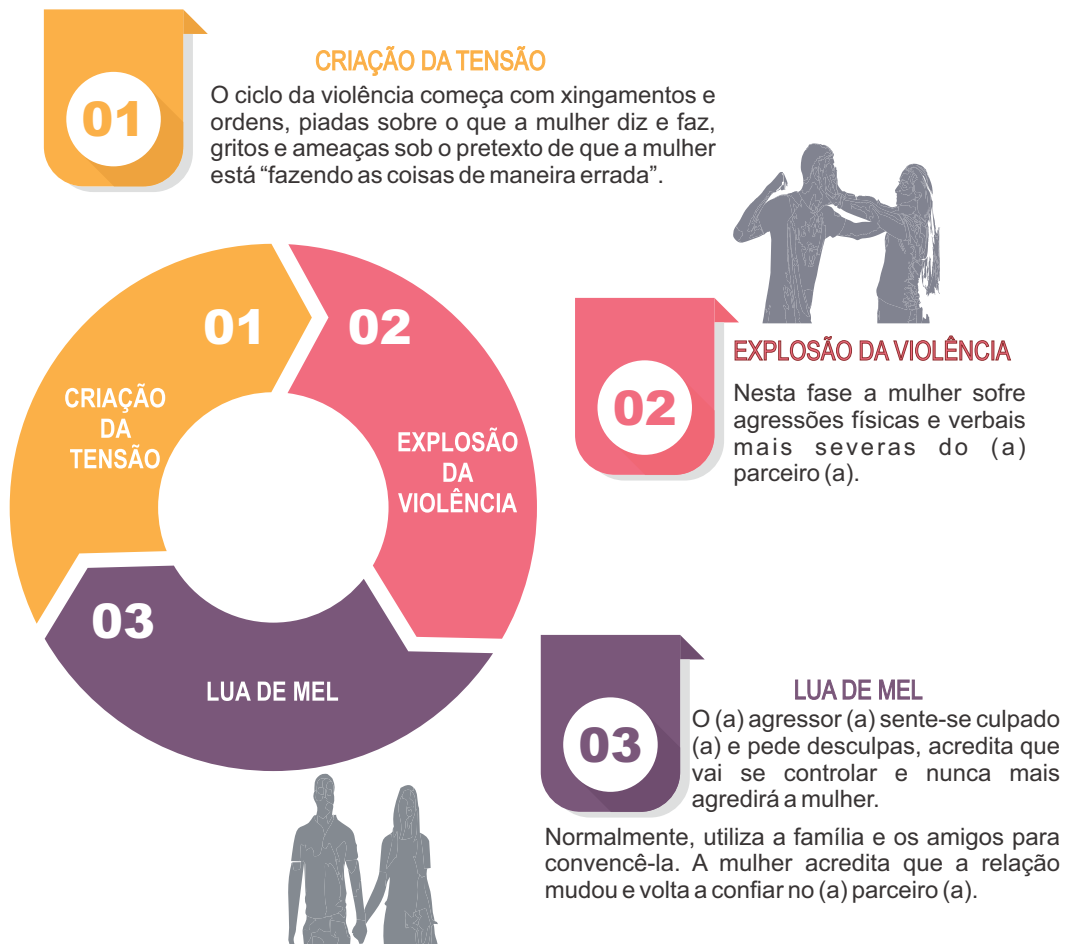 01
CRIAÇÃO DA TENSÃO
O ciclo da violência começa com xingamentos e
ordens, piadas sobre o que a mulher diz e faz,
gritos e ameaças sob o pretexto de que a mulher
está “fazendo as coisas de maneira errada”.
01
CRIAÇÃO
DA
TENSÃO
02
EXPLOSÃO
DA
VIOLÊNCIA
03
LUA DE MEL
02
EXPLOSÃO DA VIOLÊNCIA
Nesta fase a mulher sofre
agressões físicas e verbais
mais severas do (a)
parceiro (a).
03
LUA DE MEL
O (a) agressor (a) sente-se culpado
(a) e pede desculpas, acredita que
vai se controlar e nunca mais
agredirá a mulher.
Normalmente, utiliza a família e os amigos para
convencê-la. A mulher acredita que a relação
mudou e volta a confiar no (a) parceiro (a).